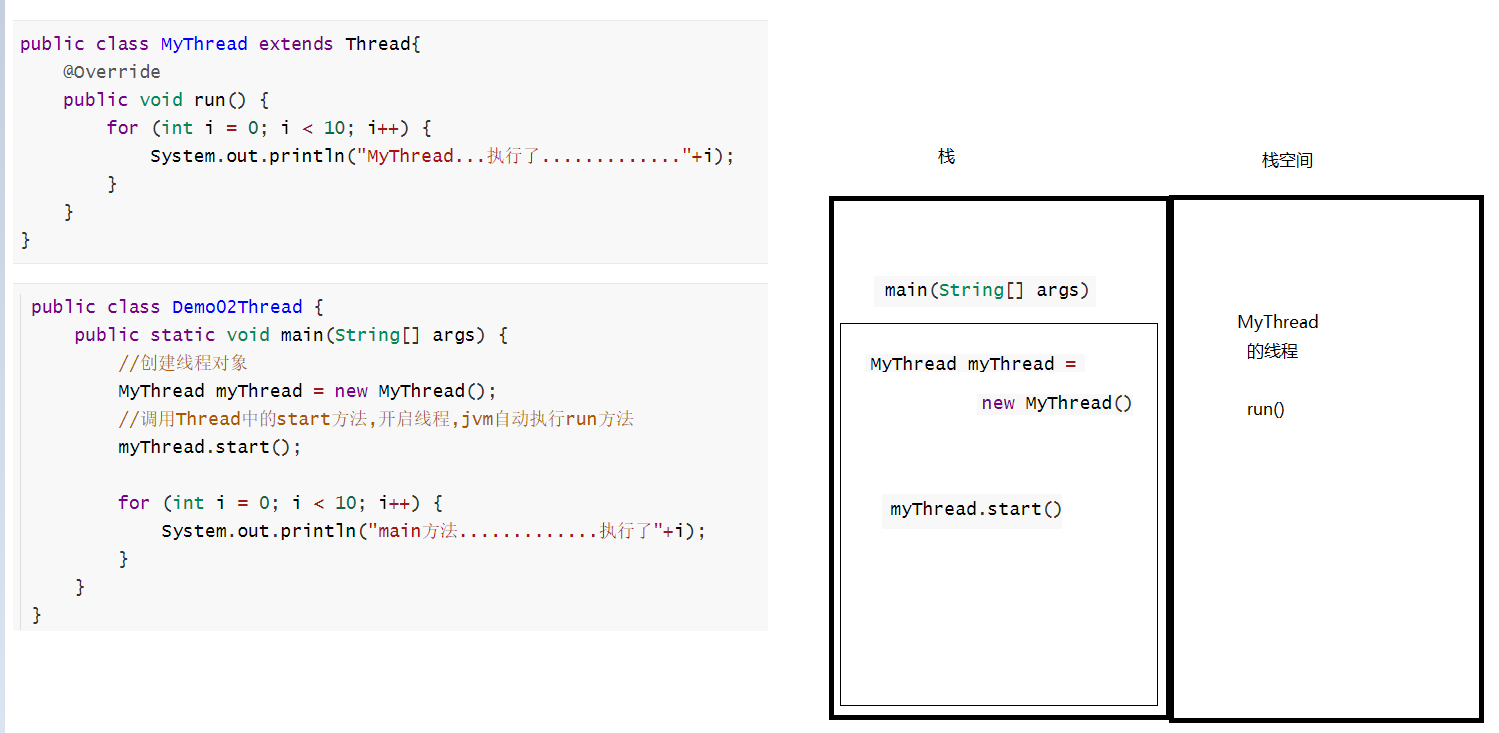 public class MyThread extends Thread{
    @Override
    public void run() {
        for (int i = 0; i < 10; i++) {
            System.out.println("MyThread...执行了............."+i);
        }
    }
}
public class Demo02Thread {
    public static void main(String[] args) {
        //创建线程对象
        MyThread myThread = new MyThread();
        //调用Thread中的start方法,开启线程,jvm自动执行run方法
        myThread.start();
        for (int i = 0; i < 10; i++) {
            System.out.println("main方法.............执行了"+i);
        }
    }
}
栈
main(String[] args)
MyThread myThread =
new MyThread()
myThread.start()
栈空间
MyThread
的线程
run()